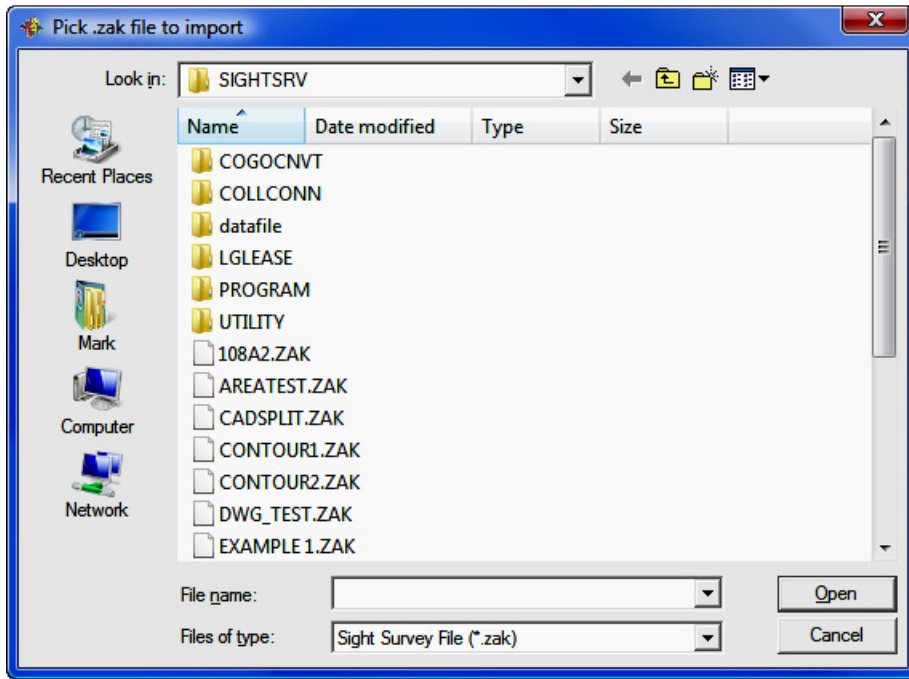 Pick .zak file to import
X
Look in:
SIGHTSRV
Recent Places
Desktop
Mark
Computer
Network
Name Date modified Type Size
COGOCNVT
COLLCONN
datafile
LGLEASE
PROGRAM
UTILITY
108A2.ZAK
AREATEST.ZAK
CADSPLIT.ZAK
CONTOUR1.ZAK
CONTOUR2.ZAK
DWG_TEST.ZAK
EXAMPLE 1.ZAK
File name:
Open
Files of type:
Sight Survey File (*.zak)
Cancel